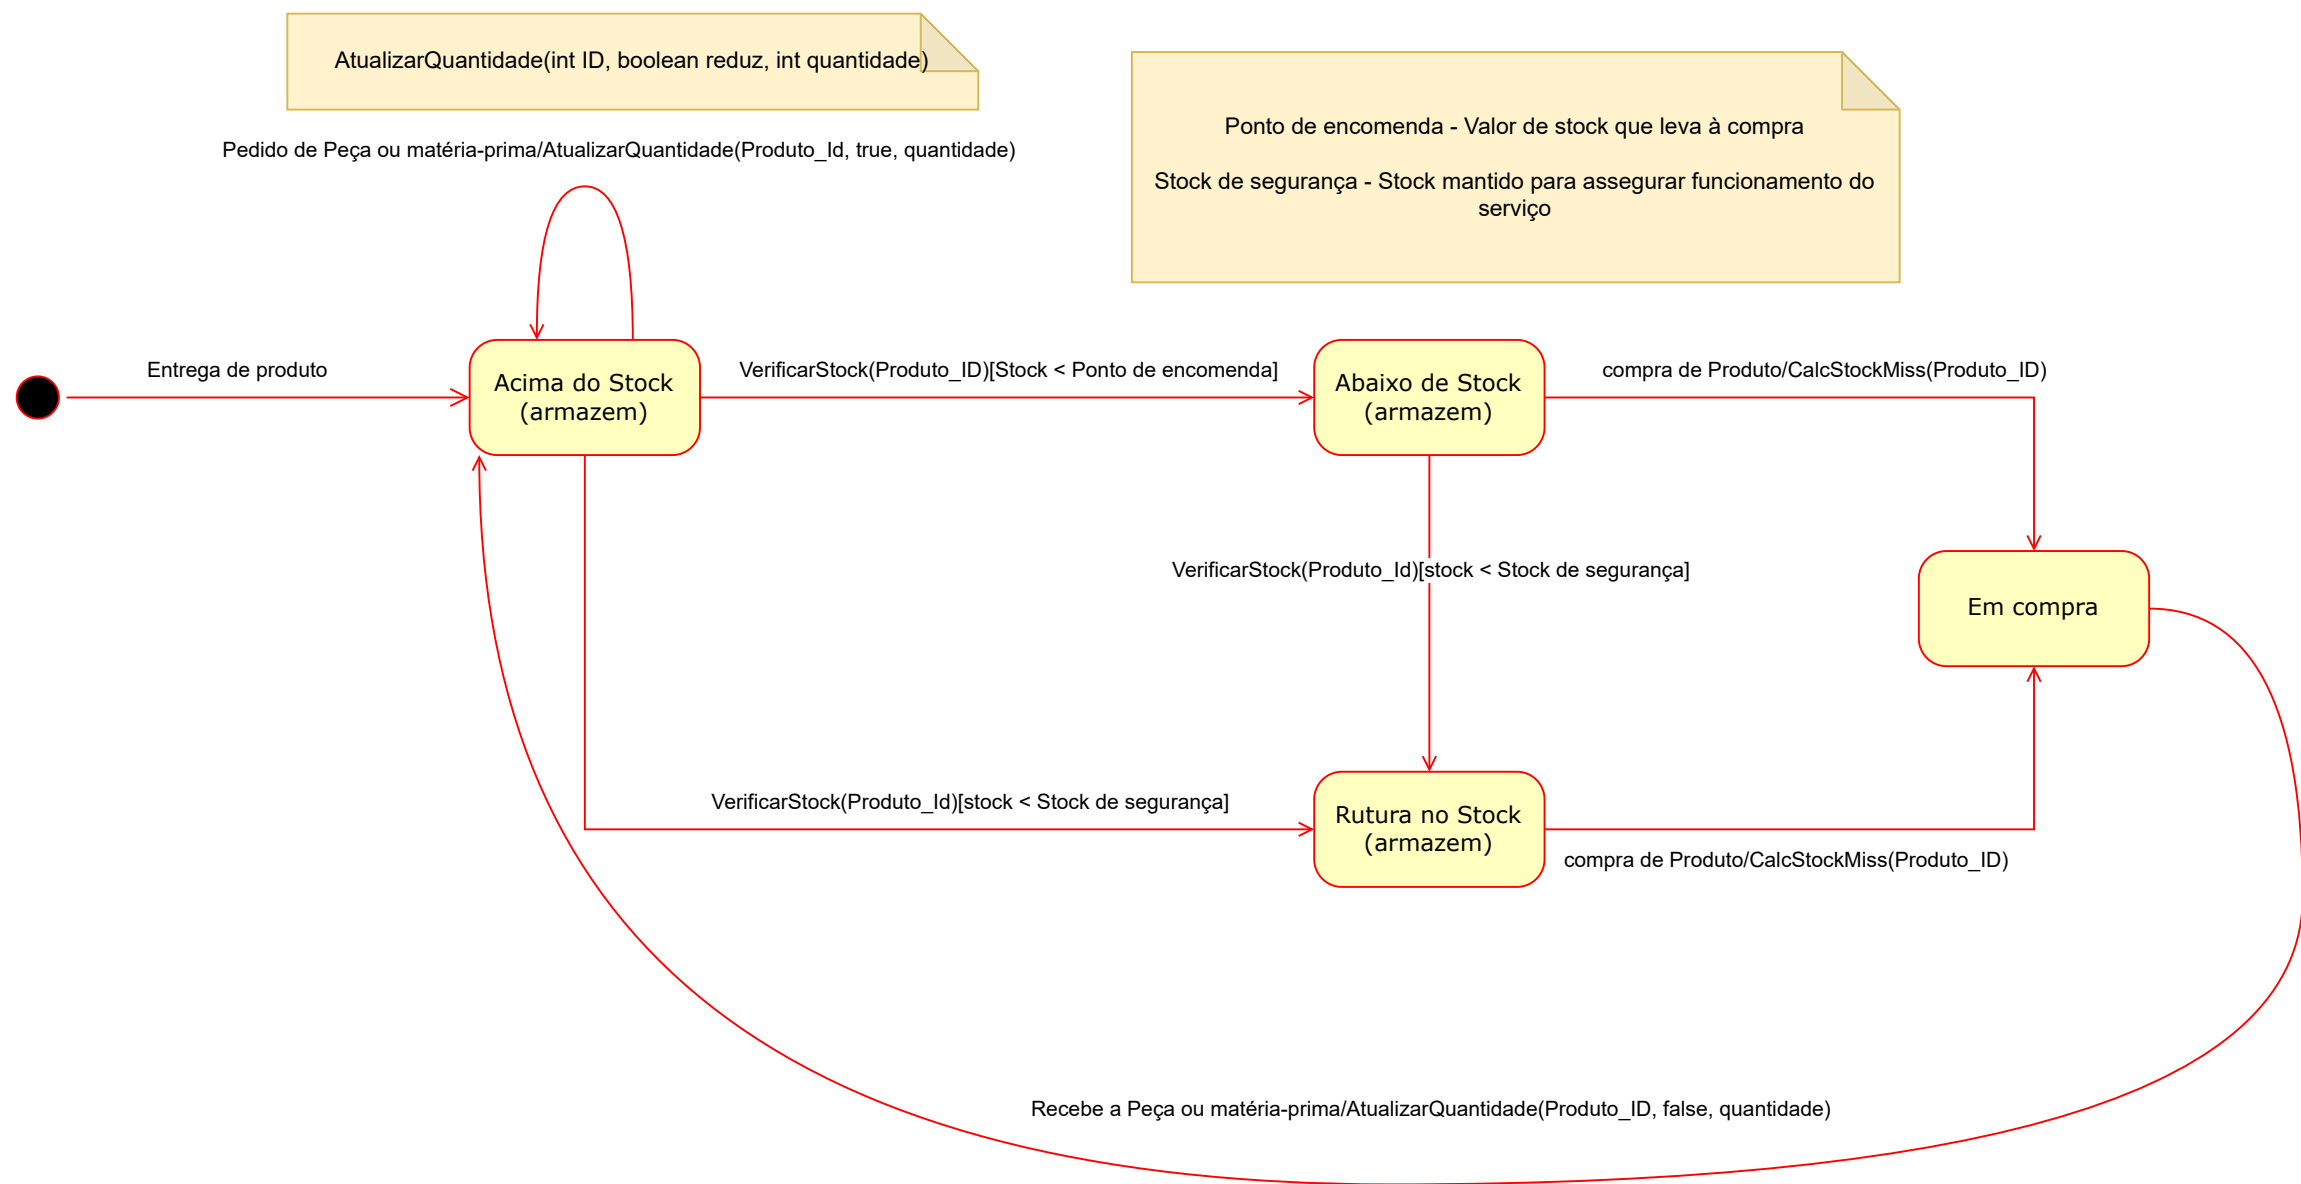 AtualizarQuantidade(int ID, boolean reduz, int quantidade)
Ponto de encomenda - Valor de stock que leva à compra
Stock de segurança - Stock mantido para assegurar funcionamento do
serviço
Pedido de Peça ou matéria-prima/AtualizarQuantidade(Produto_Id, true, quantidade)
Entrega de produto
Acima do Stock
(armazem)
VerificarStock(Produto_ID)[Stock < Ponto de encomenda]
Abaixo de Stock
(armazem)
compra de Produto/CalcStockMiss(Produto_ID)
VerificarStock(Produto_Id)[stock < Stock de segurança]
Em compra
VerificarStock(Produto_Id)[stock < Stock de segurança]
Rutura no Stock
(armazem)
compra de Produto/CalcStockMiss(Produto_ID)
Recebe a Peça ou matéria-prima/AtualizarQuantidade(Produto_ID, false, quantidade)